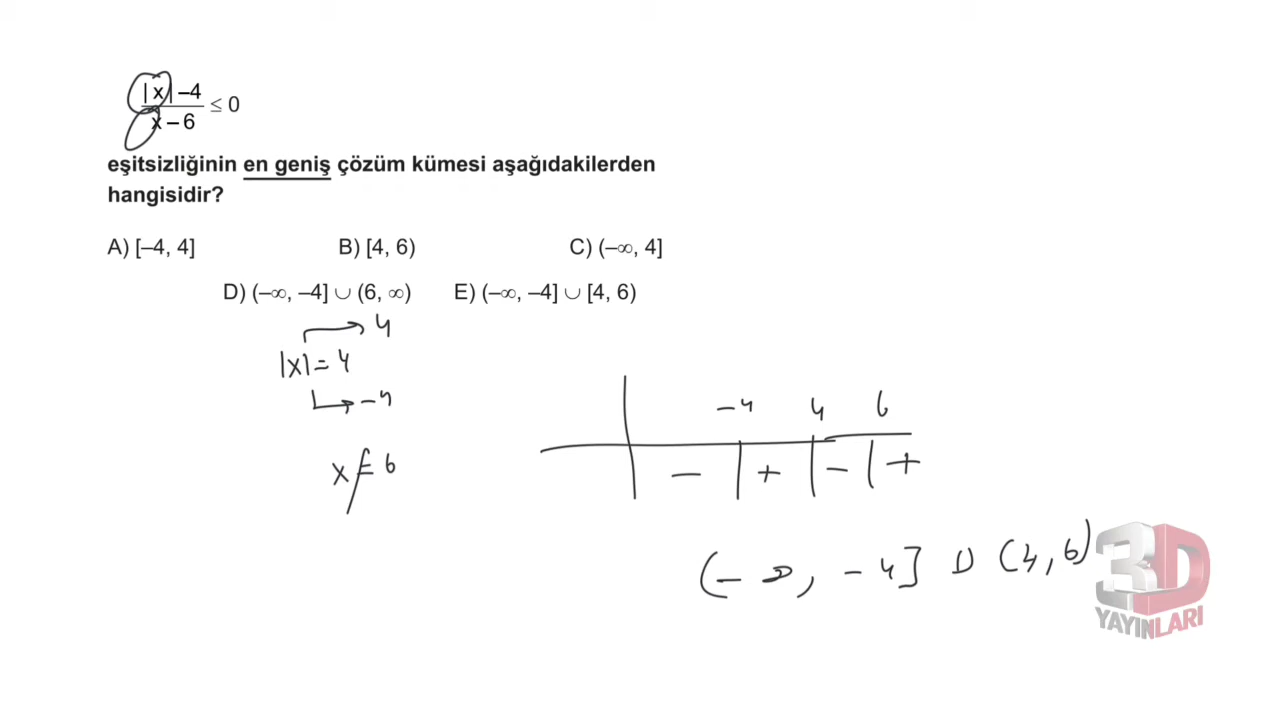 |x| –4
x – 6
≤ 0
eşitsizliğinin en geniş çözüm kümesi aşağıdakilerden
hangisidir?
A) [–4, 4] B) [4, 6) C) (–∞, 4]
D) (–∞, –4] ∪ (6, ∞) E) (–∞, –4] ∪ [4, 6)
4
|x| = 4
-4
x ≠ 6
-4 4 6
- + - +
(-∞, -4] ∪ (4, 6)
3D
YAYINLARI